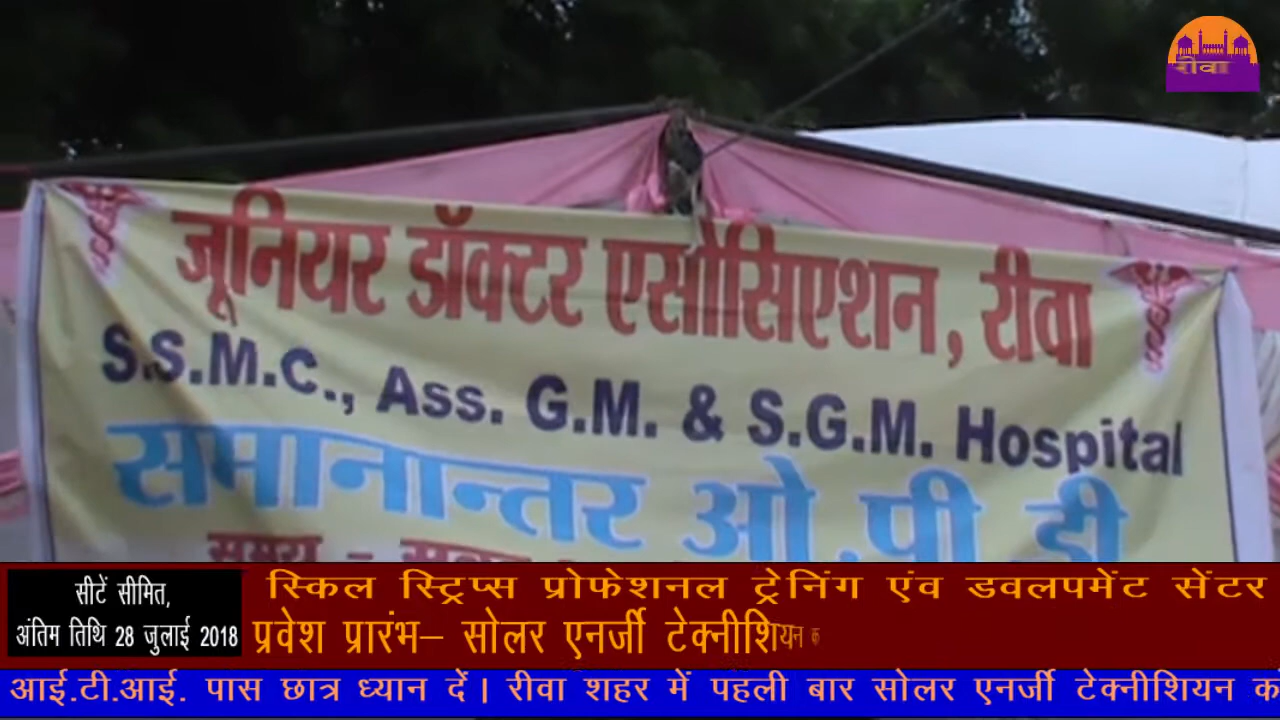 रीवा
जूनियर डॉक्टर एसोसिएशन, रीवा
S.S.M.C., Ass. G.M. & S.G.M. Hospital
समानान्तर ओ.पी.डी
समय -
सीटें सीमित,
अंतिम तिथि 28 जुलाई 2018
स्किल स्ट्रिप्स प्रोफेशनल ट्रेनिंग एंव डवलपमेंट सेंटर
प्रवेश प्रारंभ– सोलर एनर्जी टेक्नीशियन क
आई.टी.आई. पास छात्र ध्यान दें। रीवा शहर में पहली बार सोलर एनर्जी टेक्नीशियन क